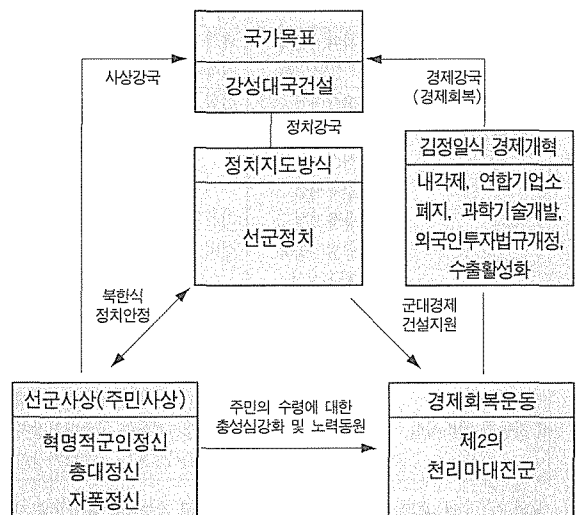 국가목표
강성대국건설
사상강국
경제강국
(경제회복)
정치강국
정치지도방식
선군정치
김정일식 경제개혁
내각제, 연합기업소
폐지, 과학기술개발,
외국인투자법규개정,
수출활성화
북한식
정치안정
군대경제
건설지원
선군사상(주민사상)
혁명적군인정신
총대정신
자폭정신
주민의 수령에 대한
충성심강화 및 노력동원
경제회복운동
제2의
천리마대진군